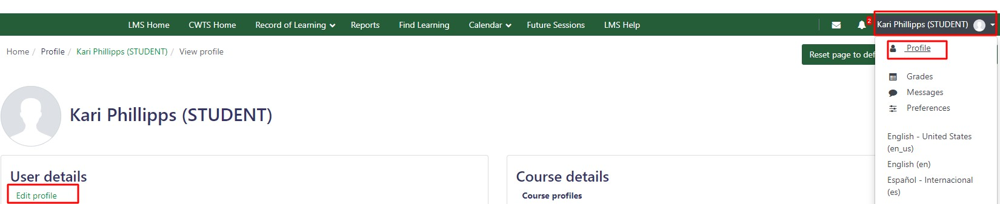 LMS Home CWTS Home Record of Learning Reports Find Learning Calendar Future Sessions LMS Help 2 Kari Phillipps (STUDENT)
Home / Profile / Kari Phillipps (STUDENT) / View profile
Reset page to def
Profile
Grades
Messages
Preferences
English - United States
(en_us)
English (en)
Español - Internacional
(es)
Kari Phillipps (STUDENT)
User details
Edit profile
Course details
Course profiles